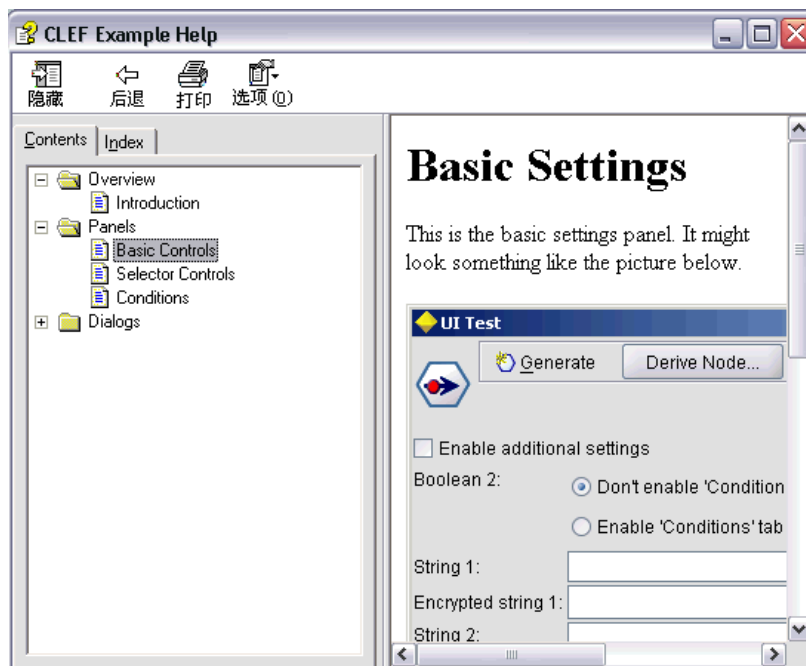 CLEF Example Help
隐藏 后退 打印 选项(O)
Contents Index
Overview
Introduction
Panels
Basic Controls
Selector Controls
Conditions
Dialogs
Basic Settings
This is the basic settings panel. It might
look something like the picture below.
UI Test
Generate Derive Node...
Enable additional settings
Boolean 2: Don't enable 'Condition
Enable 'Conditions' tab
String 1:
Encrypted string 1:
String 2: